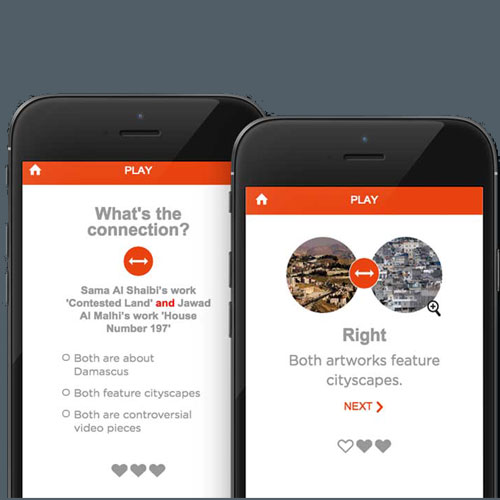 PLAY
What's the
connection?
Sama Al Shaibi's work
'Contested Land' and Jawad
Al Malhi's work 'House
Number 197'
Both are about
Damascus
Both feature cityscapes
Both are controversial
video pieces
PLAY
Right
Both artworks feature
cityscapes.
NEXT